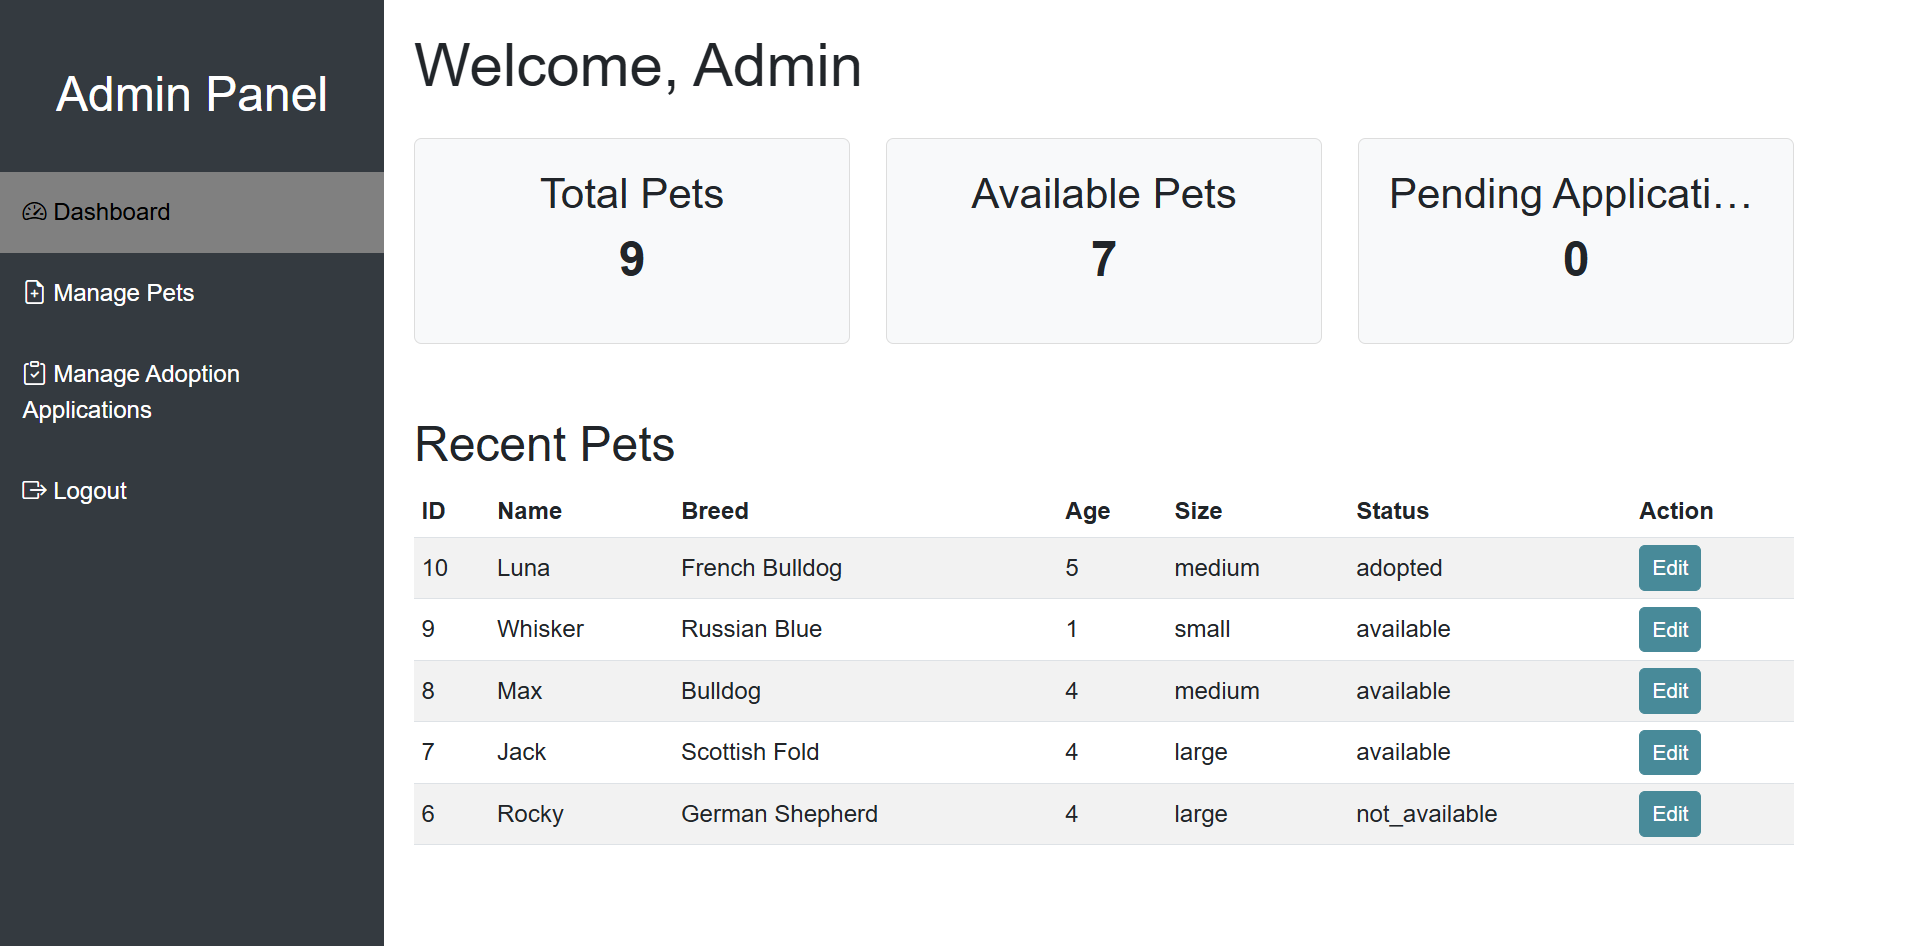 Admin Panel
Dashboard
Manage Pets
Manage Adoption
Applications
Logout
Welcome, Admin
Total Pets
9
Available Pets
7
Pending Applicati…
0
Recent Pets
ID Name Breed Age Size Status Action
10 Luna French Bulldog 5 medium adopted Edit
9 Whisker Russian Blue 1 small available Edit
8 Max Bulldog 4 medium available Edit
7 Jack Scottish Fold 4 large available Edit
6 Rocky German Shepherd 4 large not_available Edit